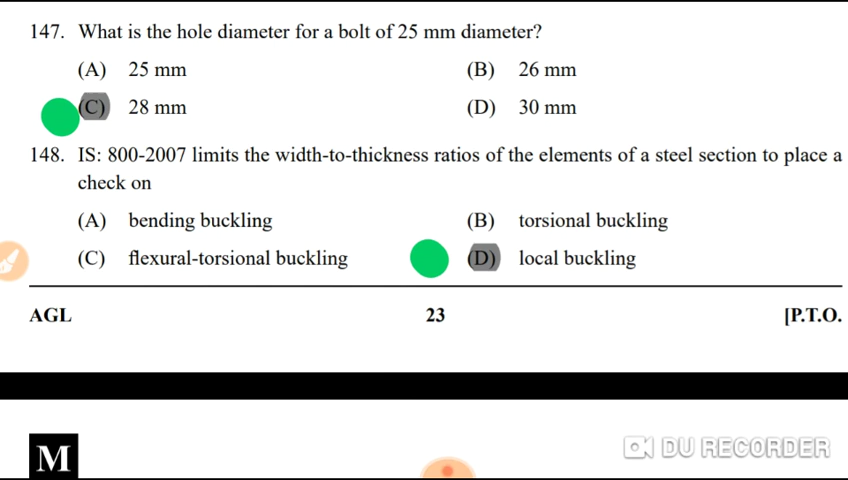 147. What is the hole diameter for a bolt of 25 mm diameter?
(A) 25 mm (B) 26 mm
(C) 28 mm (D) 30 mm
148. IS: 800-2007 limits the width-to-thickness ratios of the elements of a steel section to place a
check on
(A) bending buckling (B) torsional buckling
(C) flexural-torsional buckling (D) local buckling
AGL 23 [P.T.O.
M
DU RECORDER